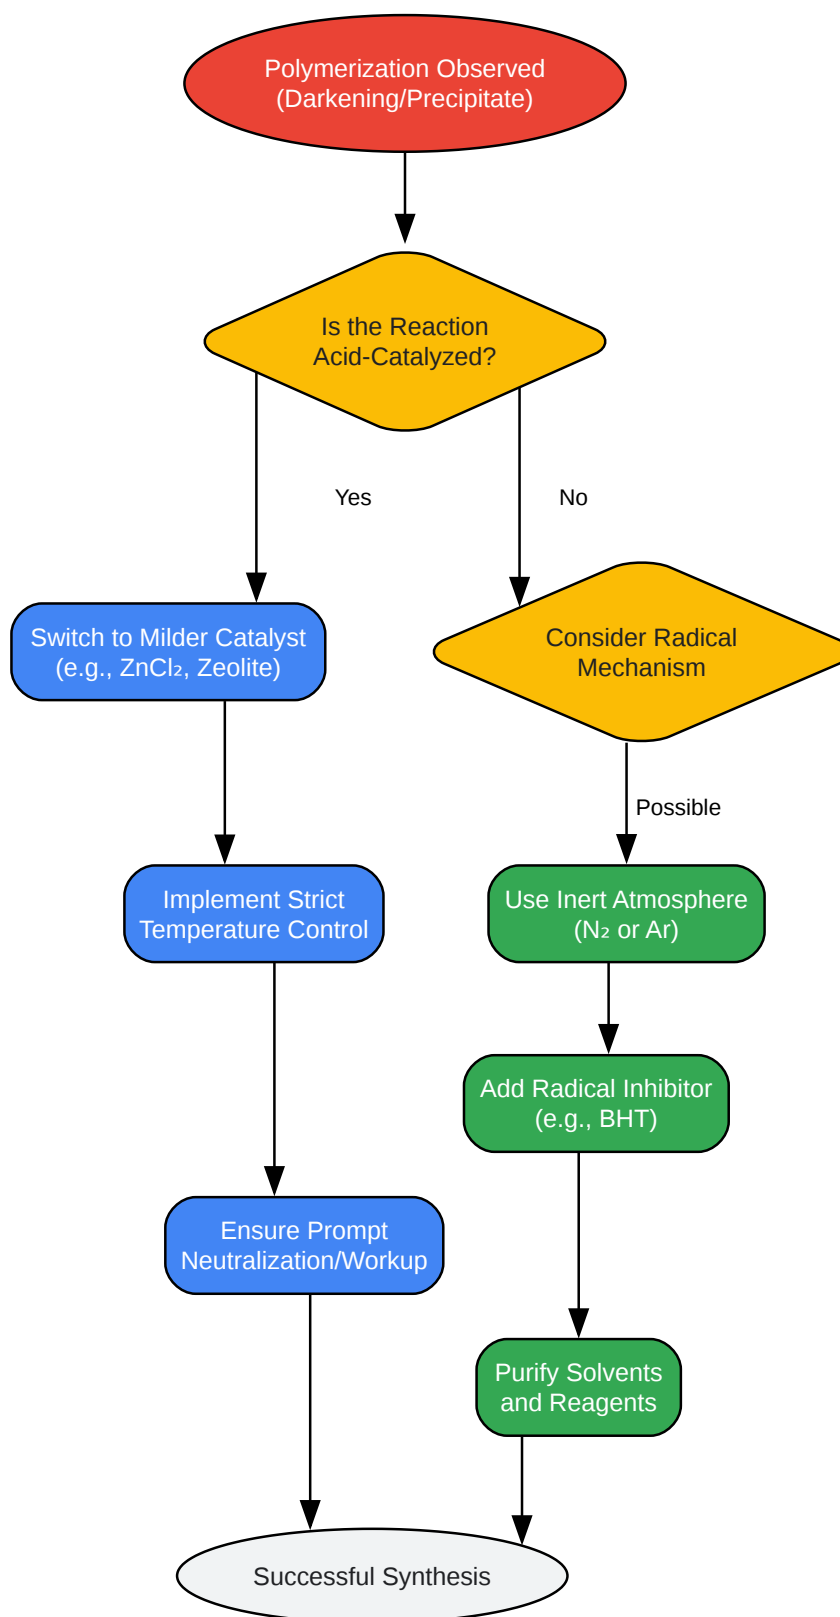 Polymerization Observed
(Darkening/Precipitate)
Is the Reaction
Acid-Catalyzed?
Yes
No
Switch to Milder Catalyst
(e.g., ZnCl₂, Zeolite)
Consider Radical
Mechanism
Possible
Implement Strict
Temperature Control
Use Inert Atmosphere
(N₂ or Ar)
Add Radical Inhibitor
(e.g., BHT)
Ensure Prompt
Neutralization/Workup
Purify Solvents
and Reagents
Successful Synthesis